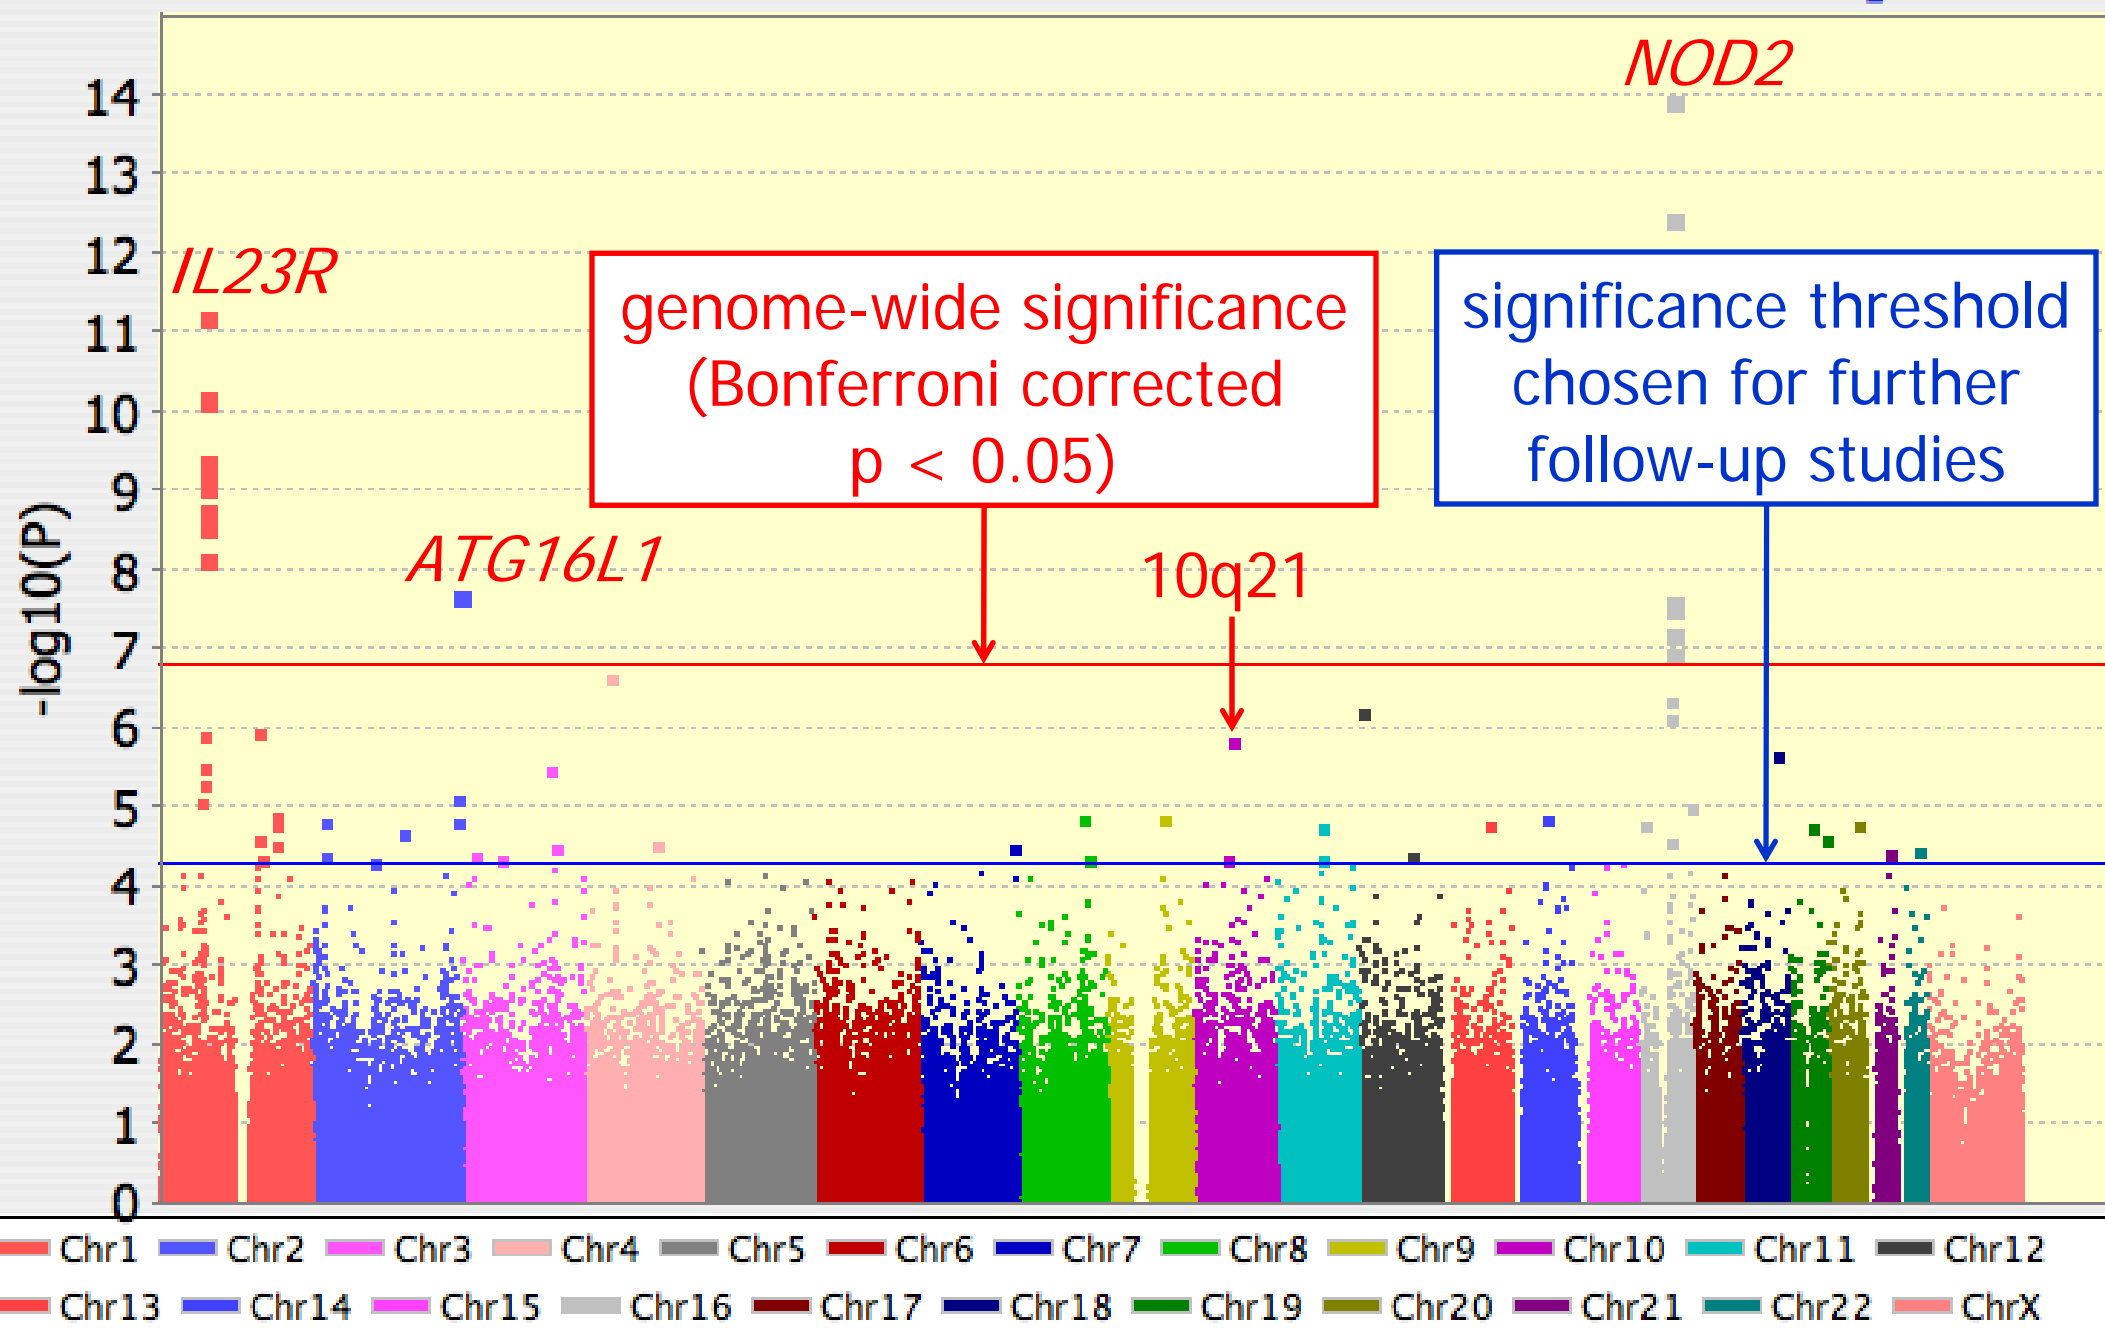 NOD2
14
13
12
11
10
9
8
7
6
5
4
3
2
1
0
-log10(P)
IL23R
genome-wide significance
(Bonferroni corrected
p < 0.05)
significance threshold
chosen for further
follow-up studies
ATG16L1
10q21
Chr1 Chr2 Chr3 Chr4 Chr5 Chr6 Chr7 Chr8 Chr9 Chr10 Chr11 Chr12
Chr13 Chr14 Chr15 Chr16 Chr17 Chr18 Chr19 Chr20 Chr21 Chr22 ChrX